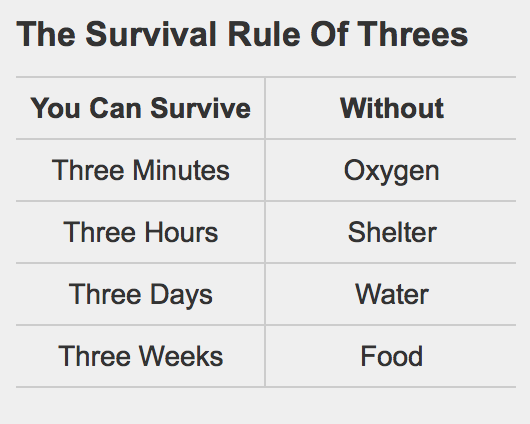 The Survival Rule Of Threes
You Can Survive Without
Three Minutes Oxygen
Three Hours Shelter
Three Days Water
Three Weeks Food